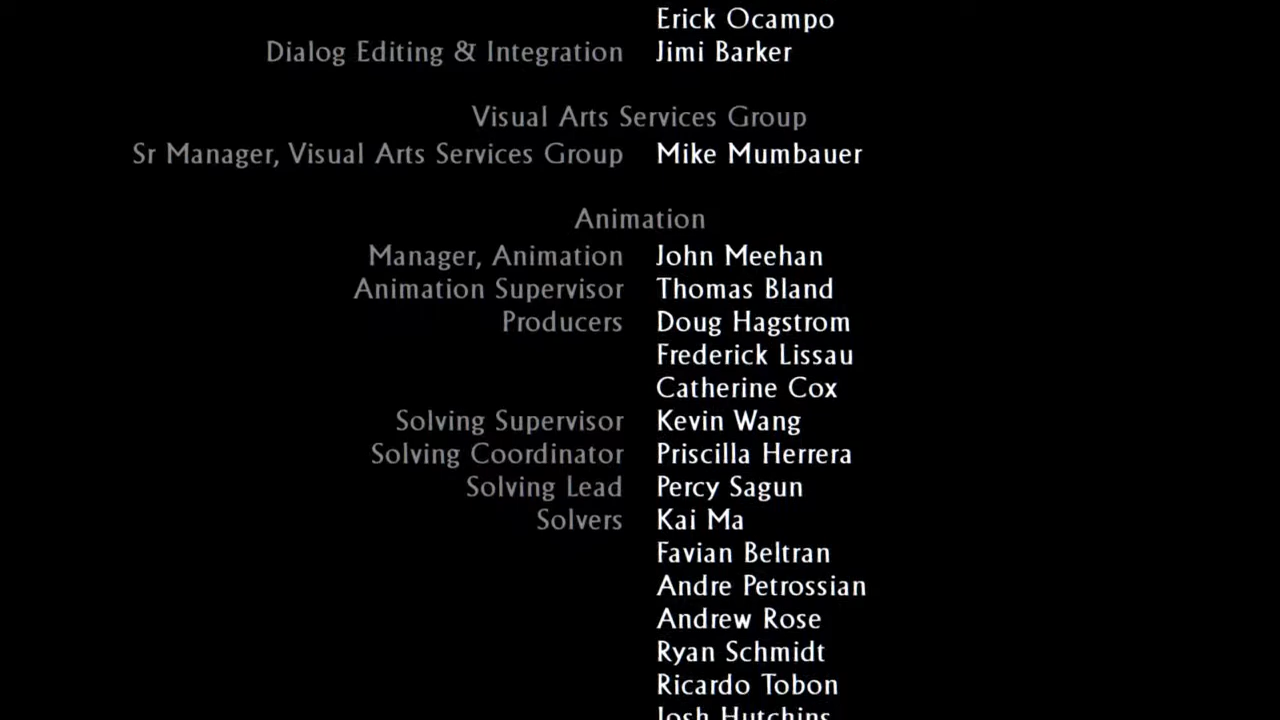 Erick Ocampo
Dialog Editing & Integration Jimi Barker
Visual Arts Services Group
Sr Manager, Visual Arts Services Group Mike Mumbauer
Animation
Manager, Animation John Meehan
Animation Supervisor Thomas Bland
Producers Doug Hagstrom
Frederick Lissau
Catherine Cox
Solving Supervisor Kevin Wang
Solving Coordinator Priscilla Herrera
Solving Lead Percy Sagun
Solvers Kai Ma
Favian Beltran
Andre Petrossian
Andrew Rose
Ryan Schmidt
Ricardo Tobon
Josh Hutchins